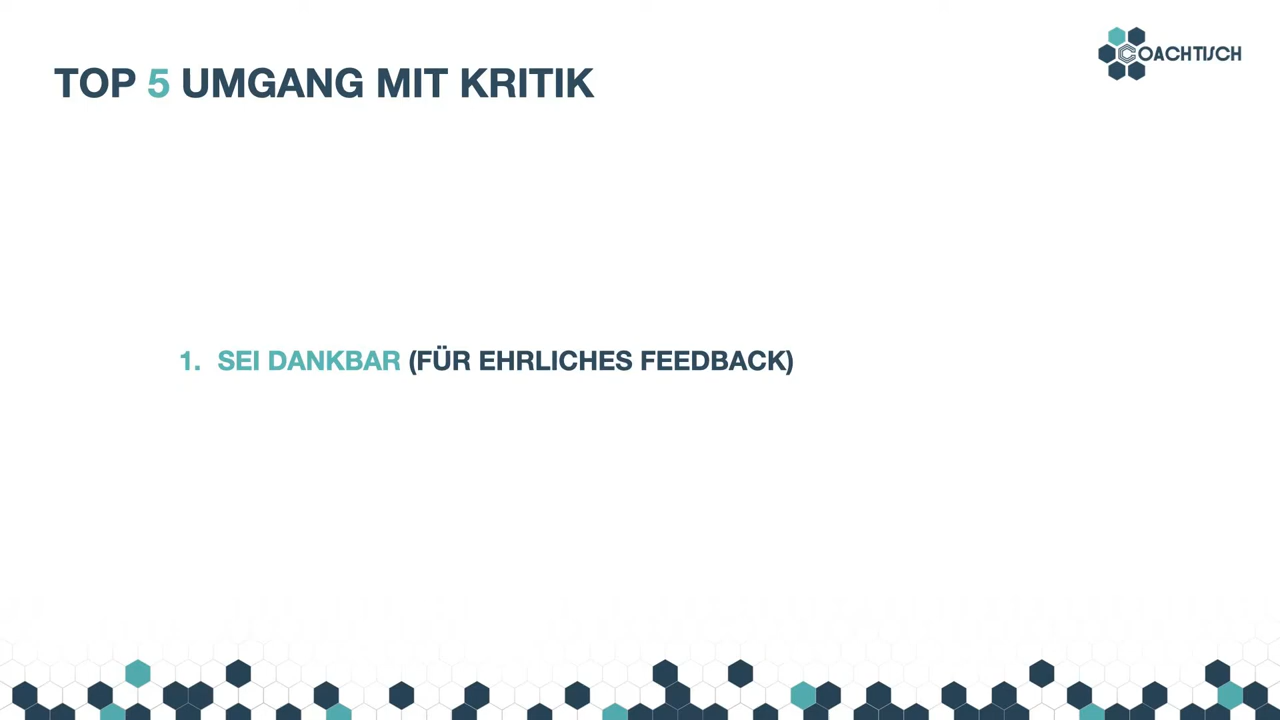 COACHTISCH
TOP 5 UMGANG MIT KRITIK
1. SEI DANKBAR (FÜR EHRLICHES FEEDBACK)